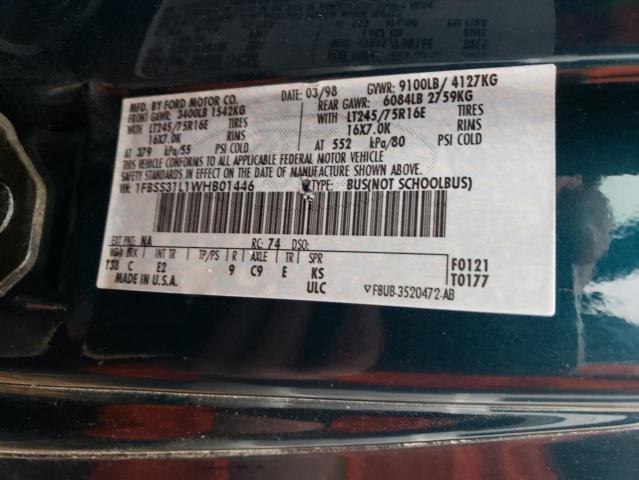 MFD. BY FORD MOTOR CO.
DATE: 03/98 GVWR: 9100LB/ 4127KG
FRONT GAWR: 3400LB 1542KG
REAR GAWR: 6084LB 2759KG
WITH LT245/75R16E TIRES
WITH LT245/75R16E TIRES
16X7.0K RINS
16X7.0K RINS
AT 379 kPa/55 PSI COLD
AT 552 kPa/80 PSI COLD
THIS VEHICLE CONFORMS TO ALL APPLICABLE FEDERAL MOTOR VEHICLE
SAFETY STANDARDS IN EFFECT ON THE DATE OF MANUFACTURE SHOWN ABOVE.
VIN: 1FBSS31L1WHB01446
TYPE: BUS(NOT SCHOOLBUS)
EXT PNT: NA RC: 74 DSO:
WB BRK INT TR TP/PS R AXLE TR SPR
138 C E2 9 C9 E KS
MADE IN U.S.A. ULC
F0121
T0177
F8UB-3520472-AB